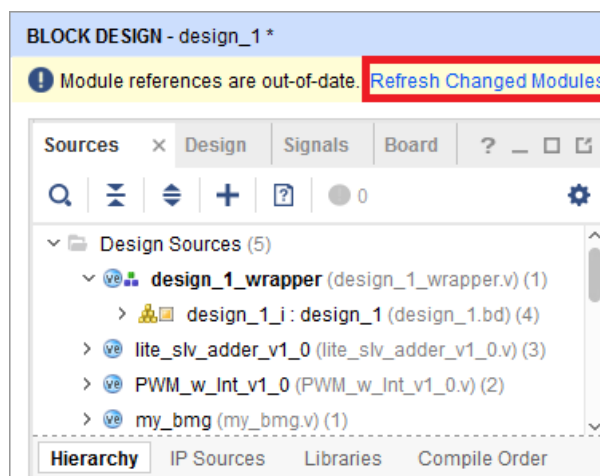 BLOCK DESIGN - design_1 *
Module references are out-of-date. Refresh Changed Modules
Sources × Design Signals Board ? _
0
Design Sources (5)
design_1_wrapper (design_1_wrapper.v) (1)
design_1_i : design_1 (design_1.bd) (4)
lite_slv_adder_v1_0 (lite_slv_adder_v1_0.v) (3)
PWM_w_Int_v1_0 (PWM_w_Int_v1_0.v) (2)
my_bmg (my_bmg.v) (1)
Hierarchy IP Sources Libraries Compile Order